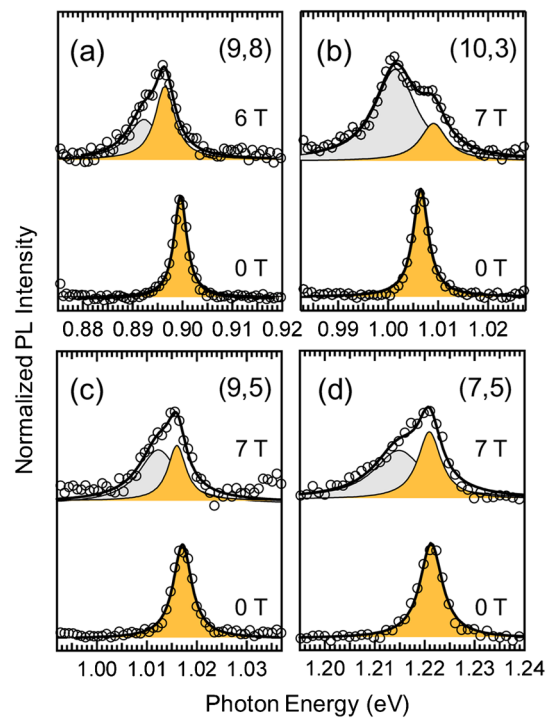 (a) (9,8)
6 T
0 T
0.88 0.89 0.90 0.91 0.92
(b) (10,3)
7 T
0 T
0.99 1.00 1.01 1.02
(c) (9,5)
7 T
0 T
1.00 1.01 1.02 1.03
(d) (7,5)
7 T
0 T
1.20 1.21 1.22 1.23 1.24
Normalized PL Intensity
Photon Energy (eV)